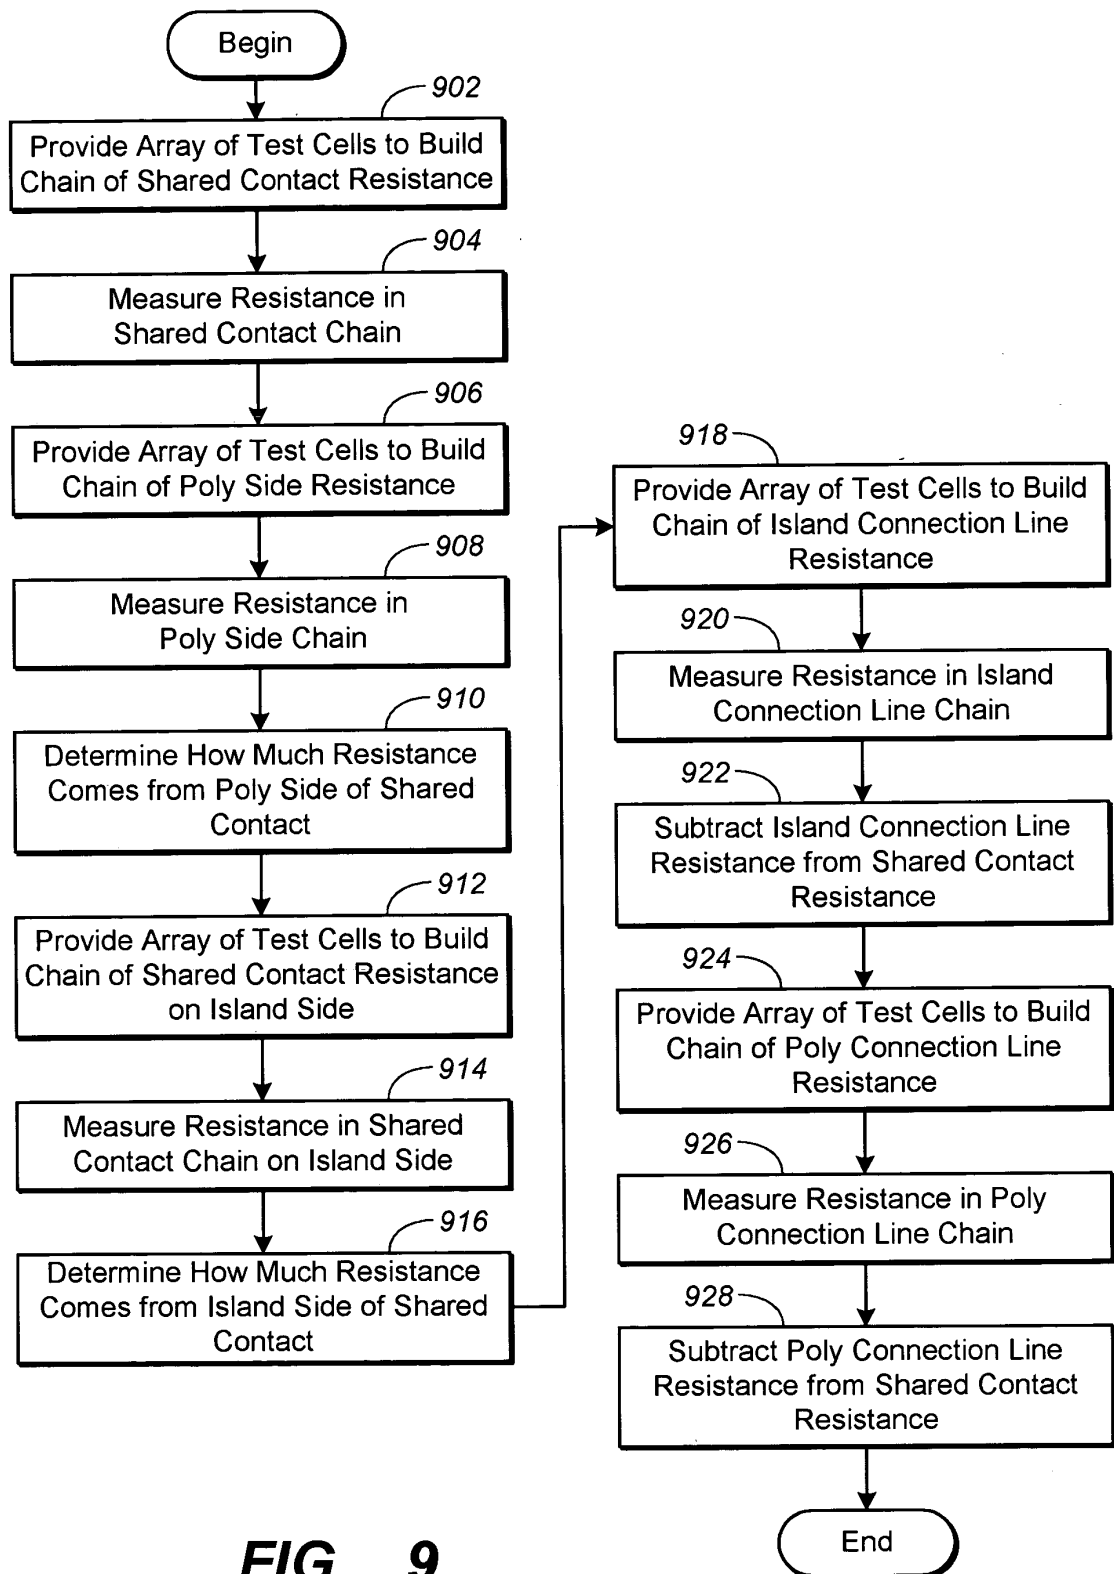 Begin
902
Provide Array of Test Cells to Build
Chain of Shared Contact Resistance
904
Measure Resistance in
Shared Contact Chain
906
Provide Array of Test Cells to Build
Chain of Poly Side Resistance
908
Measure Resistance in
Poly Side Chain
910
Determine How Much Resistance
Comes from Poly Side of Shared
Contact
912
Provide Array of Test Cells to Build
Chain of Shared Contact Resistance
on Island Side
914
Measure Resistance in Shared
Contact Chain on Island Side
916
Determine How Much Resistance
Comes from Island Side of Shared
Contact
918
Provide Array of Test Cells to Build
Chain of Island Connection Line
Resistance
920
Measure Resistance in Island
Connection Line Chain
922
Subtract Island Connection Line
Resistance from Shared Contact
Resistance
924
Provide Array of Test Cells to Build
Chain of Poly Connection Line
Resistance
926
Measure Resistance in Poly
Connection Line Chain
928
Subtract Poly Connection Line
Resistance from Shared Contact
Resistance
End
FIG 9